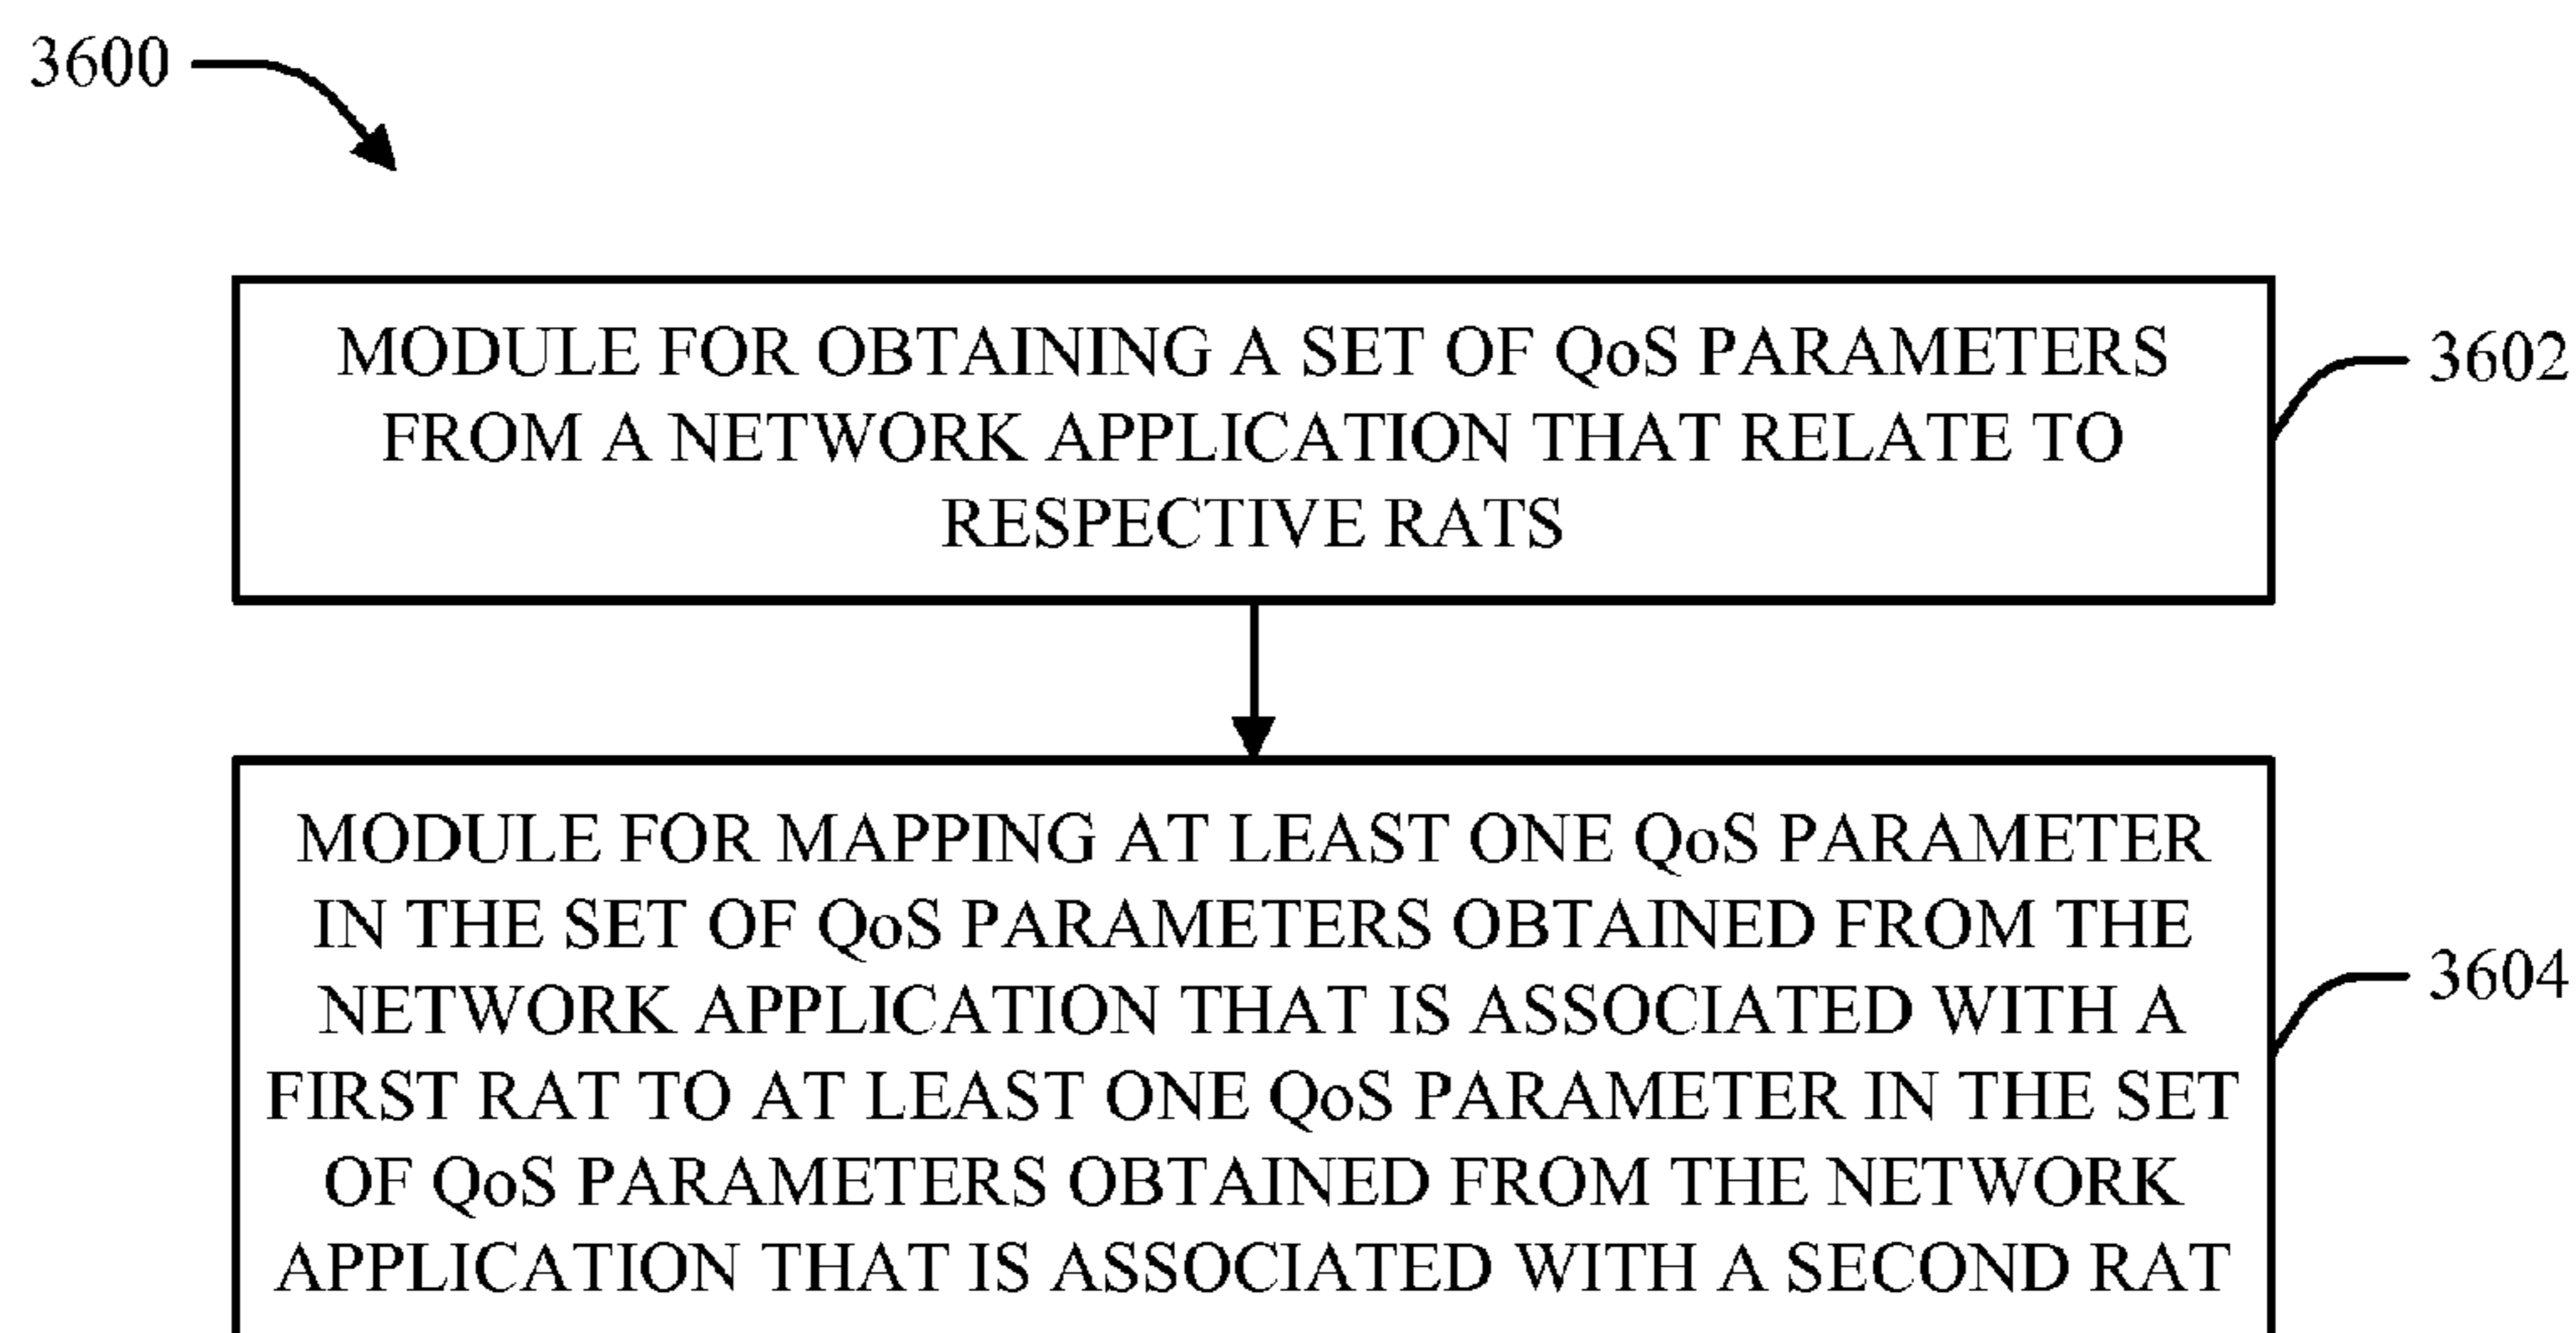 3600
MODULE FOR OBTAINING A SET OF QoS PARAMETERS
FROM A NETWORK APPLICATION THAT RELATE TO
RESPECTIVE RATS
3602
MODULE FOR MAPPING AT LEAST ONE QoS PARAMETER
IN THE SET OF QoS PARAMETERS OBTAINED FROM THE
NETWORK APPLICATION THAT IS ASSOCIATED WITH A
FIRST RAT TO AT LEAST ONE QoS PARAMETER IN THE SET
OF QoS PARAMETERS OBTAINED FROM THE NETWORK
APPLICATION THAT IS ASSOCIATED WITH A SECOND RAT
3604